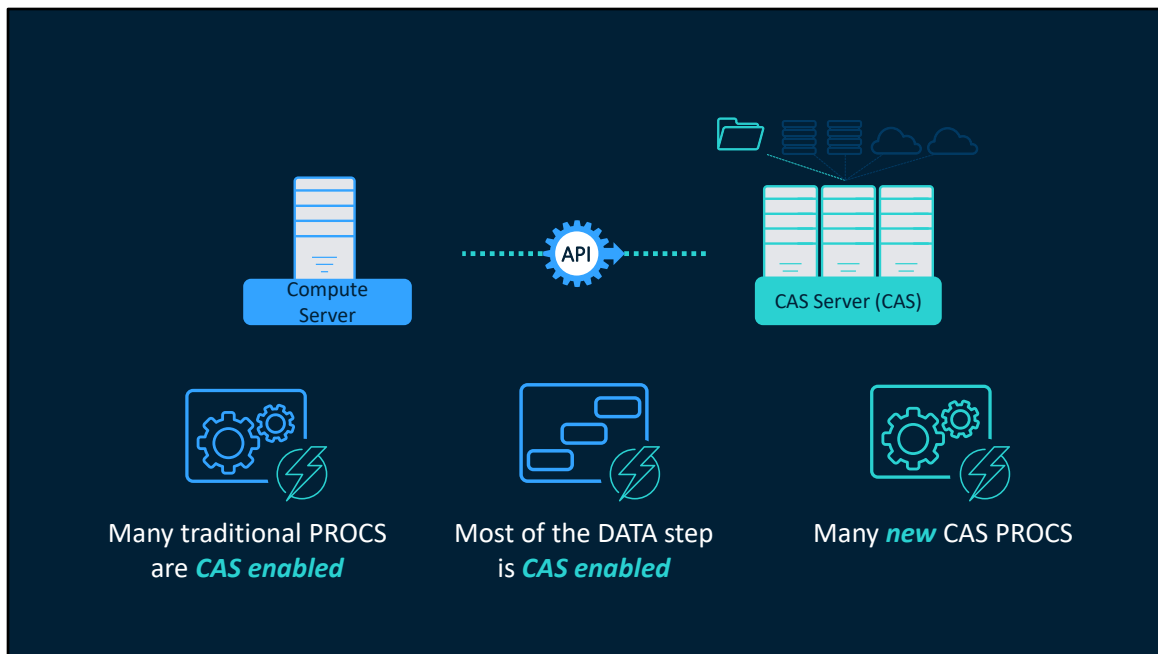 API
Compute
Server
CAS Server (CAS)
Many traditional PROCS
are CAS enabled
Most of the DATA step
is CAS enabled
Many new CAS PROCS